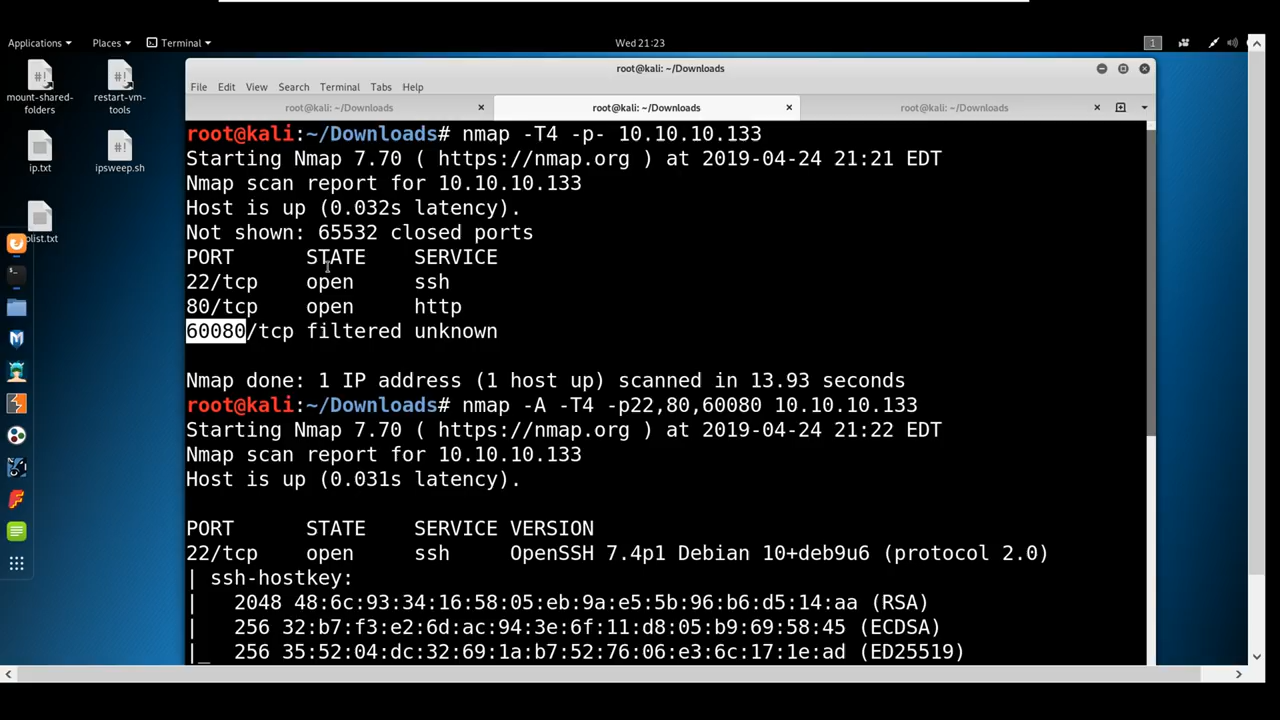 Applications Places Terminal Wed 21:23 1
mount-shared-folders
restart-vm-tools
ip.txt
ipsweep.sh
plist.txt
root@kali: ~/Downloads
File Edit View Search Terminal Tabs Help
root@kali: ~/Downloads root@kali: ~/Downloads root@kali: ~/Downloads
root@kali:~/Downloads# nmap -T4 -p- 10.10.10.133
Starting Nmap 7.70 ( https://nmap.org ) at 2019-04-24 21:21 EDT
Nmap scan report for 10.10.10.133
Host is up (0.032s latency).
Not shown: 65532 closed ports
PORT STATE SERVICE
22/tcp open ssh
80/tcp open http
60080/tcp filtered unknown
Nmap done: 1 IP address (1 host up) scanned in 13.93 seconds
root@kali:~/Downloads# nmap -A -T4 -p22,80,60080 10.10.10.133
Starting Nmap 7.70 ( https://nmap.org ) at 2019-04-24 21:22 EDT
Nmap scan report for 10.10.10.133
Host is up (0.031s latency).
PORT STATE SERVICE VERSION
22/tcp open ssh OpenSSH 7.4p1 Debian 10+deb9u6 (protocol 2.0)
| ssh-hostkey:
| 2048 48:6c:93:34:16:58:05:eb:9a:e5:5b:96:b6:d5:14:aa (RSA)
| 256 32:b7:f3:e2:6d:ac:94:3e:6f:11:d8:05:b9:69:58:45 (ECDSA)
|_ 256 35:52:04:dc:32:69:1a:b7:52:76:06:e3:6c:17:1e:ad (ED25519)